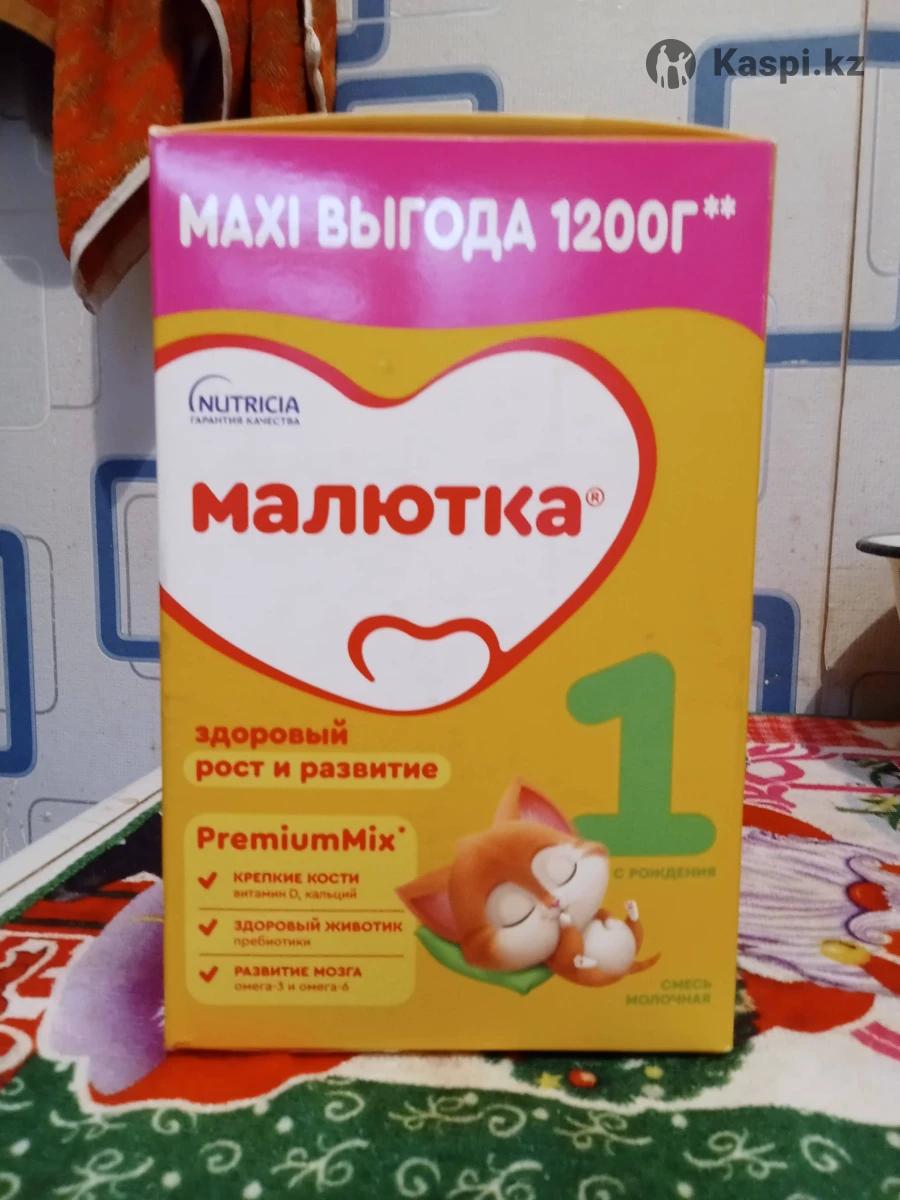 Kaspi.kz
MAXI ВЫГОДА 1200Г**
NUTRICIA
ГАРАНТИЯ КАЧЕСТВА
малютка®
здоровый
рост и развитие
1
PremiumMix*
С РОЖДЕНИЯ
КРЕПКИЕ КОСТИ
витамин D, кальций
ЗДОРОВЫЙ ЖИВОТИК
пребиотики
РАЗВИТИЕ МОЗГА
омега-3 и омега-6
СМЕСЬ
МОЛОЧНАЯ